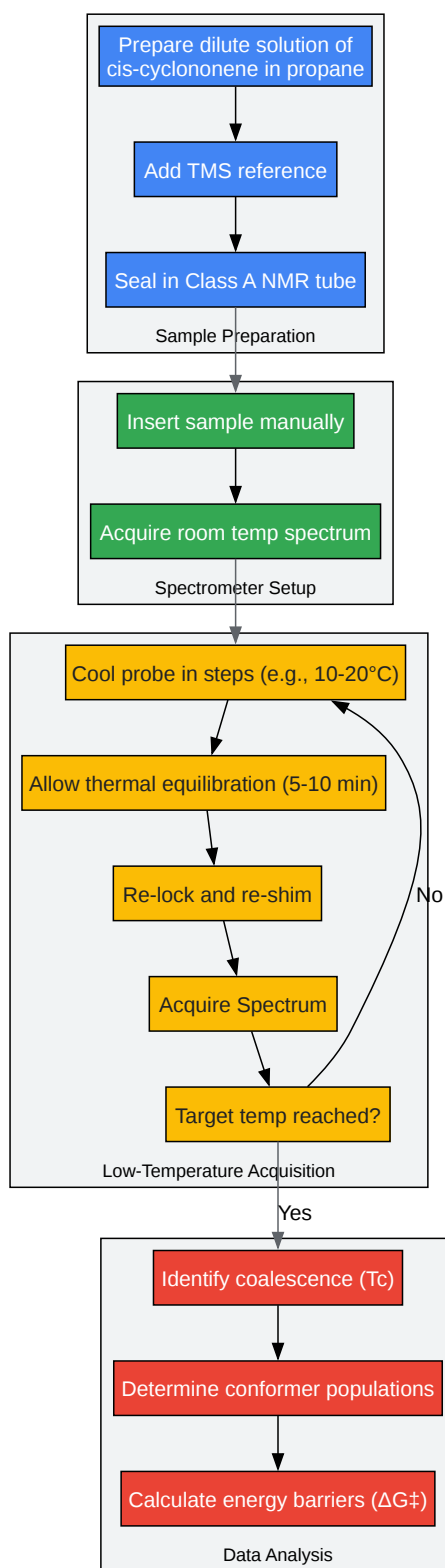 Prepare dilute solution of
cis-cyclononene in propane
Add TMS reference
Seal in Class A NMR tube
Sample Preparation
Insert sample manually
Acquire room temp spectrum
Spectrometer Setup
Cool probe in steps (e.g., 10-20°C)
Allow thermal equilibration (5-10 min)
Re-lock and re-shim
No
Acquire Spectrum
Target temp reached?
Low-Temperature Acquisition
Yes
Identify coalescence (Tc)
Determine conformer populations
Calculate energy barriers (ΔG‡)
Data Analysis